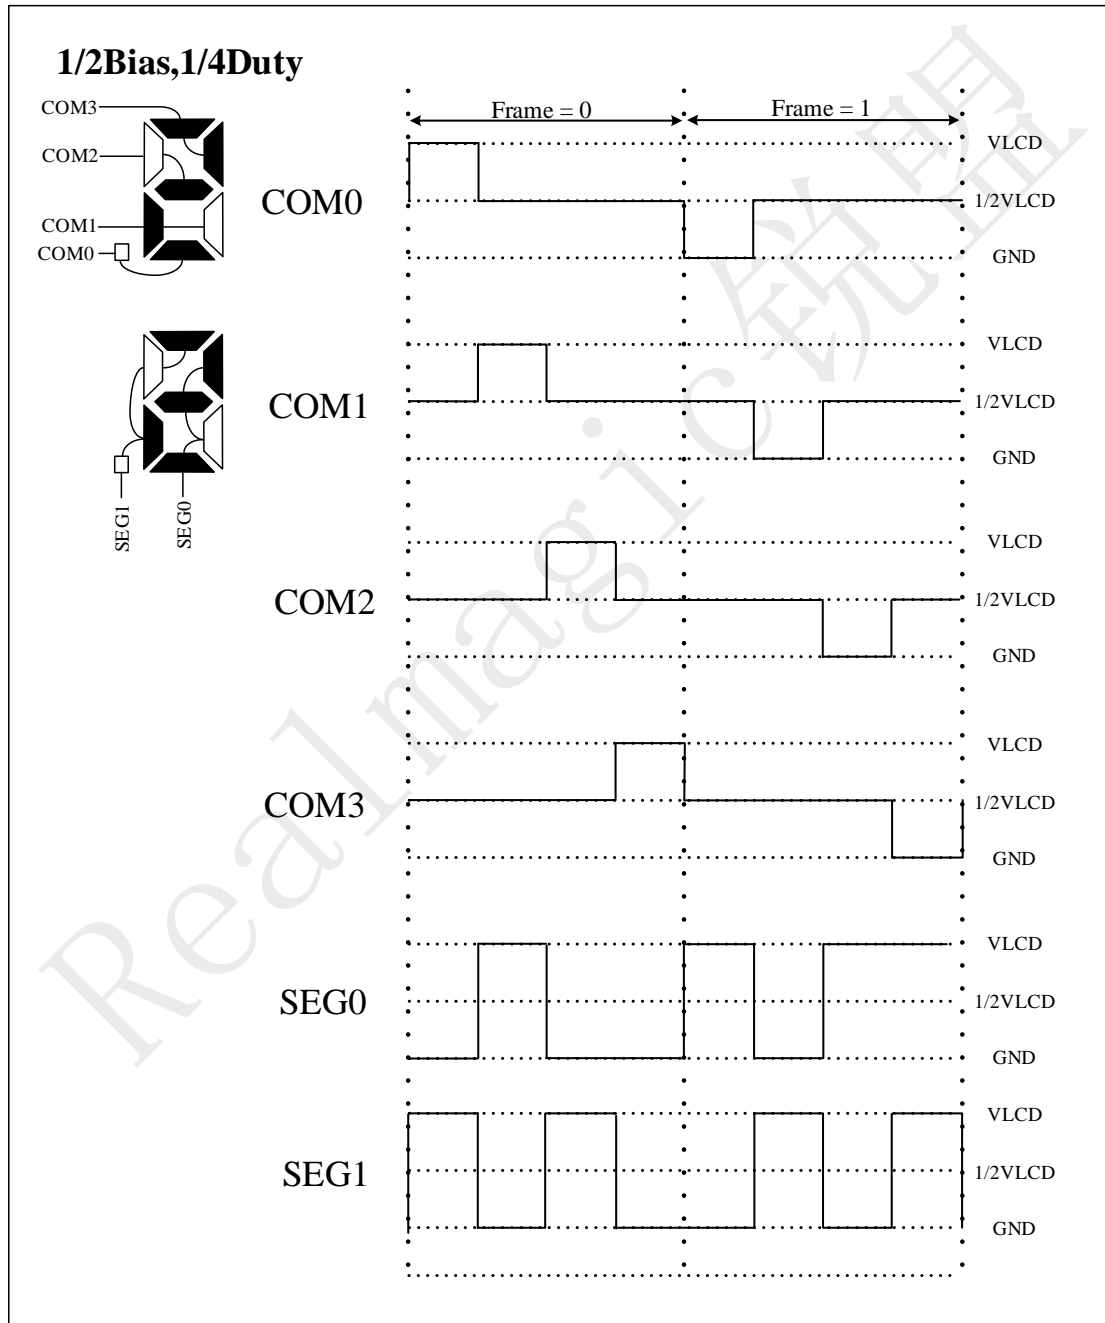 1/2Bias,1/4Duty
COM3
COM2
COM1
COM0
SEG1
SEG0
Frame = 0
Frame = 1
COM0
VLCD
1/2VLCD
GND
COM1
VLCD
1/2VLCD
GND
COM2
VLCD
1/2VLCD
GND
COM3
VLCD
1/2VLCD
GND
SEG0
VLCD
1/2VLCD
GND
SEG1
VLCD
1/2VLCD
GND
Realmagic锐盟